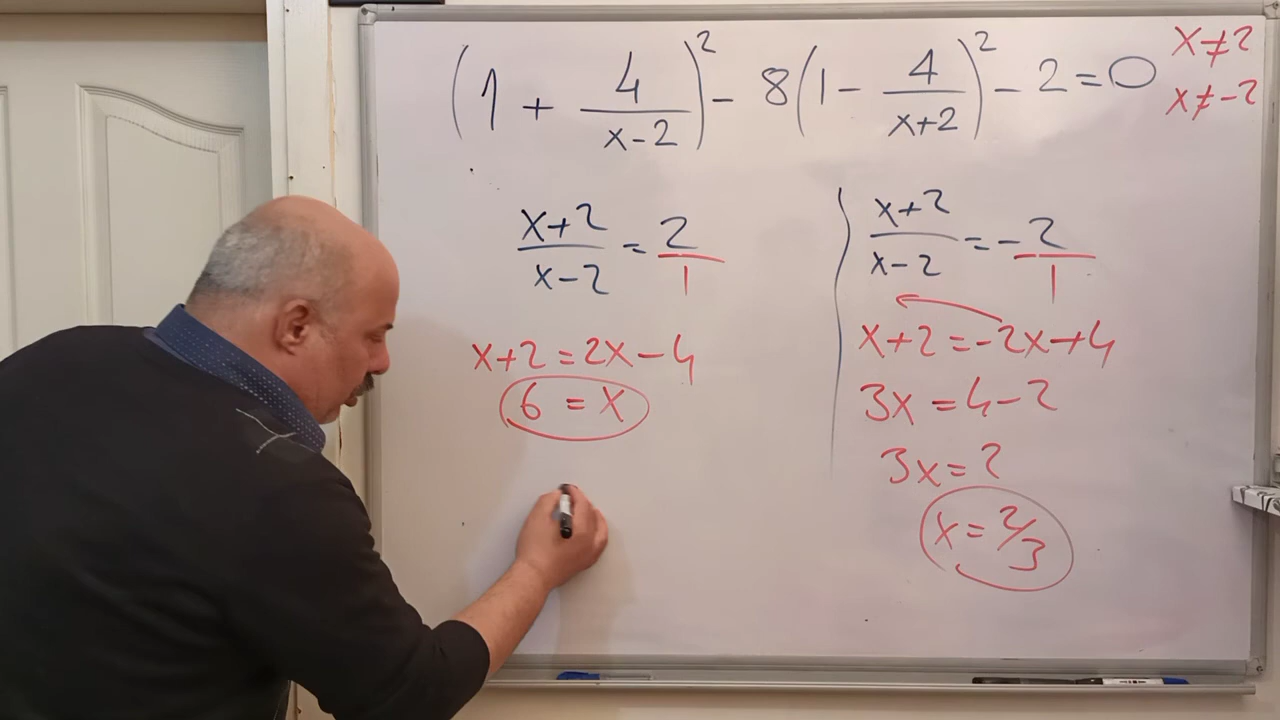 (1 + 4/(x-2))² - 8(1 - 4/(x+2))² - 2 = 0
x ≠ 2
x ≠ -2
(x+2)/(x-2) = 2/1
x+2 = 2x-4
6 = x
(x+2)/(x-2) = -2/1
x+2 = -2x+4
3x = 4-2
3x = 2
x = 2/3